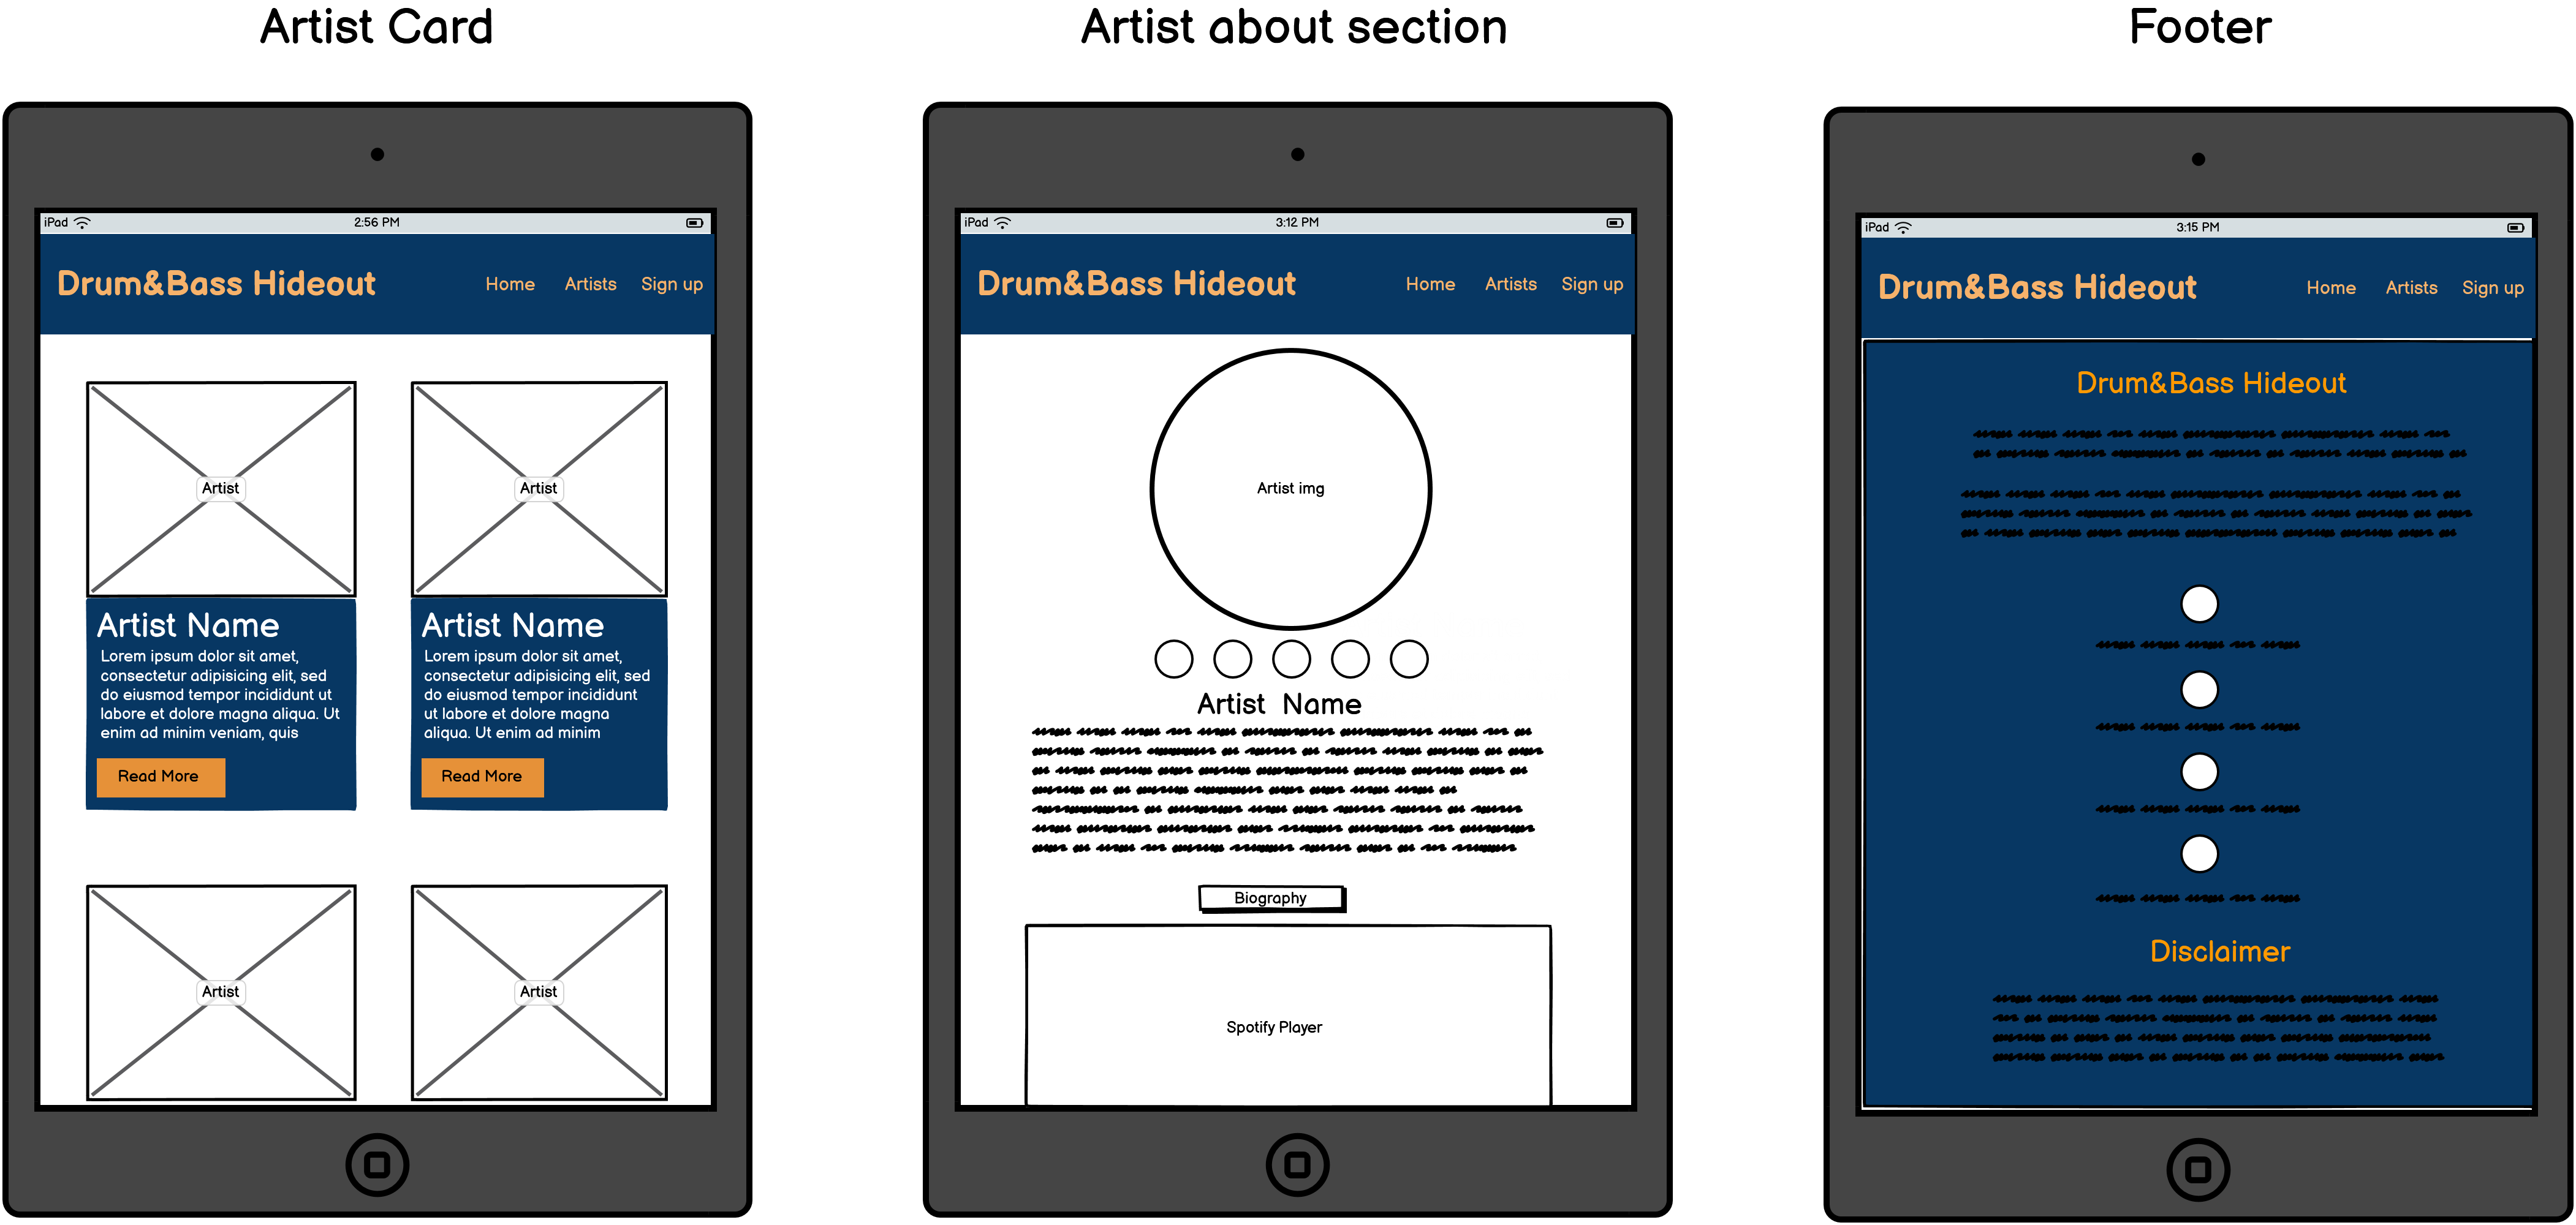 Artist Card
iPad 2:56 PM
Drum&Bass Hideout Home Artists Sign up
Artist
Artist
Artist Name
Lorem ipsum dolor sit amet,
consectetur adipisicing elit, sed
do eiusmod tempor incididunt ut
labore et dolore magna aliqua. Ut
enim ad minim veniam, quis
Read More
Artist Name
Lorem ipsum dolor sit amet,
consectetur adipisicing elit, sed
do eiusmod tempor incididunt
ut labore et dolore magna
aliqua. Ut enim ad minim
Read More
Artist
Artist
Artist about section
iPad 3:12 PM
Drum&Bass Hideout Home Artists Sign up
Artist img
Artist Name
Biography
Spotify Player
Footer
iPad 3:15 PM
Drum&Bass Hideout Home Artists Sign up
Drum&Bass Hideout
Disclaimer